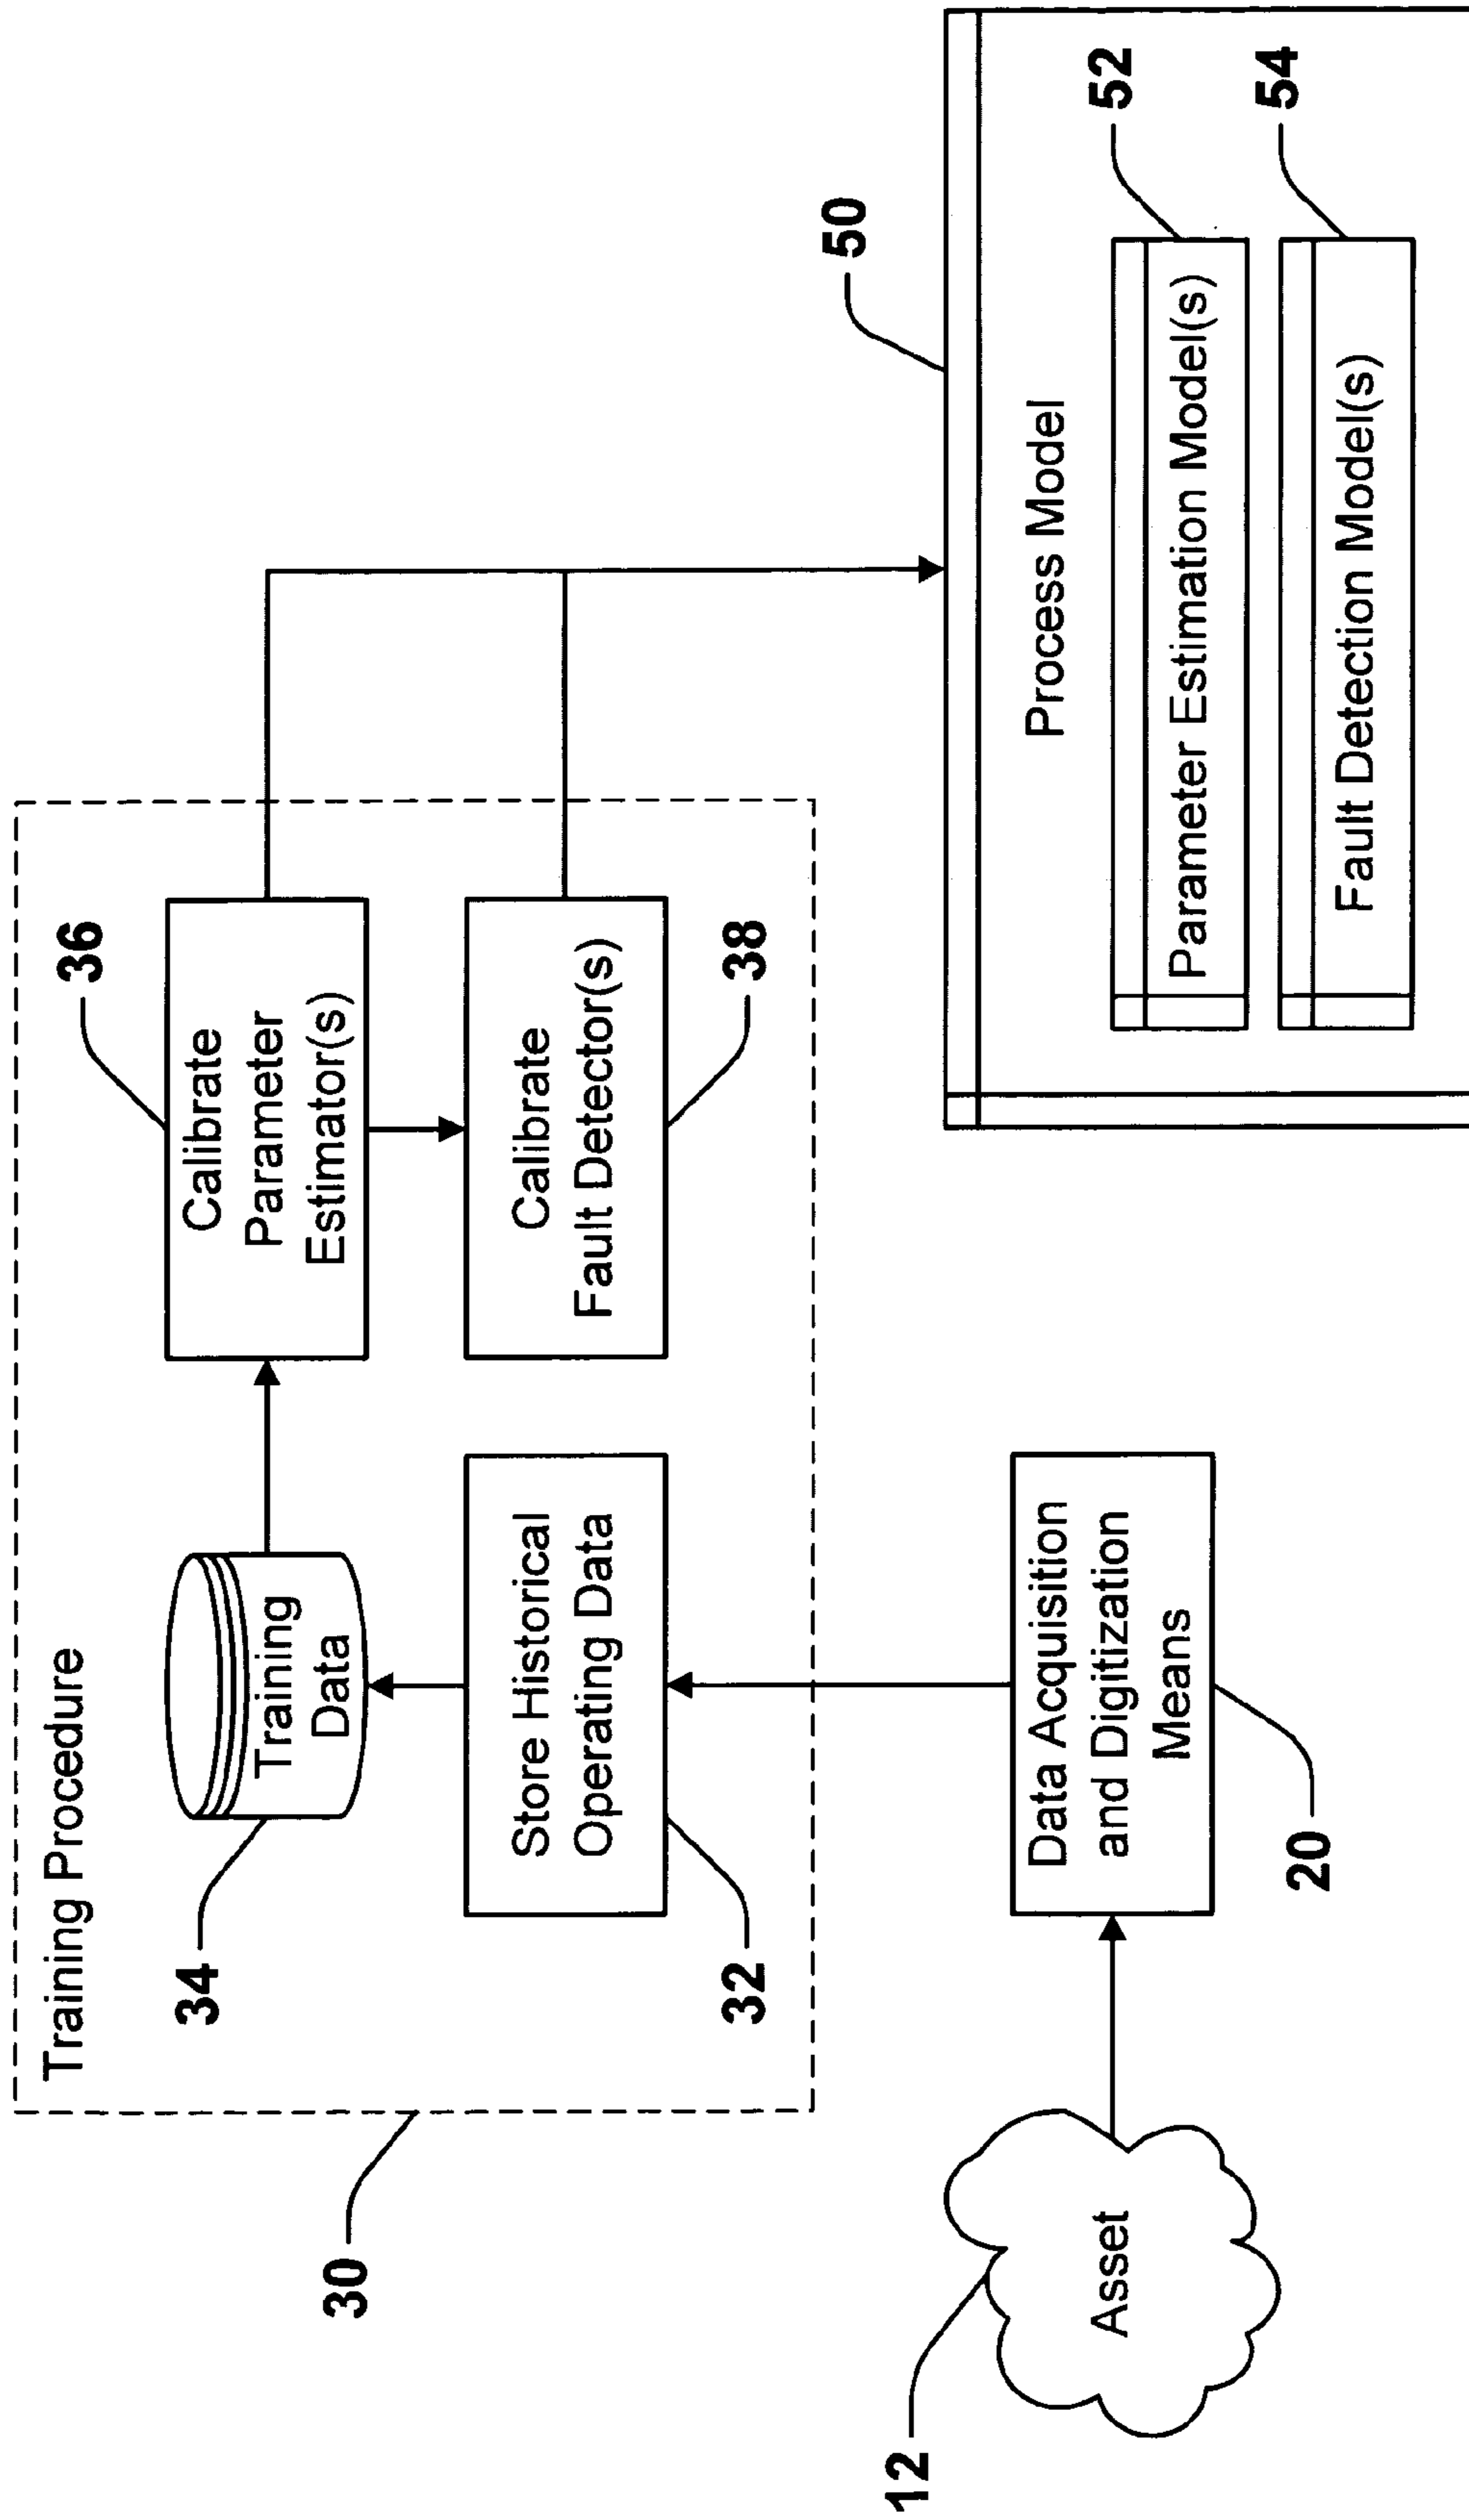 Training Procedure
34
Training
Data
36
Calibrate
Parameter
Estimator(s)
30
32
Store Historical
Operating Data
38
Calibrate
Fault Detector(s)
12
Asset
20
Data Acquisition
and Digitization
Means
50
Process Model
52
Parameter Estimation Model(s)
54
Fault Detection Model(s)